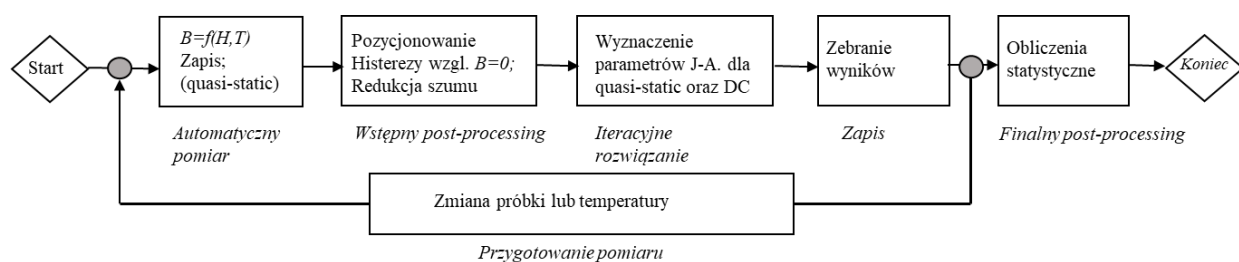 Start
B=f(H,T)
Zapis;
(quasi-static)
Automatyczny
pomiar
Pozycjonowanie
Histerezy wzgl. B=0;
Redukcja szumu
Wstępny post-processing
Wyznaczenie
parametrów J-A. dla
quasi-static oraz DC
Iteracyjne
rozwiązanie
Zebranie
wyników
Zapis
Obliczenia
statystyczne
Finalny post-processing
Koniec
Zmiana próbki lub temperatury
Przygotowanie pomiaru